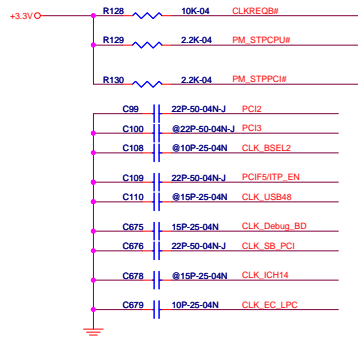 R128 10K-04 CLKREQB#
+3.3V
R129 2.2K-04 PM_STPCPU#
R130 2.2K-04 PM_STPPCI#
C99 22P-50-04N-J PCI2
C100 @22P-50-04N-J PCI3
C108 @10P-25-04N CLK_BSEL2
C109 22P-50-04N-J PCIF5/ITP_EN
C110 @15P-25-04N CLK_USB48
C675 15P-25-04N CLK_Debug_BD
C676 22P-50-04N-J CLK_SB_PCI
C678 @15P-25-04N CLK_ICH14
C679 10P-25-04N CLK_EC_LPC